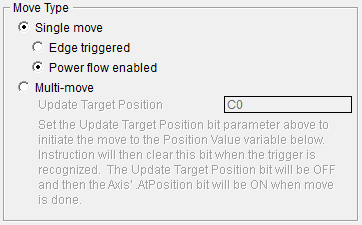 Move Type
Single move
Edge triggered
Power flow enabled
Multi-move
Update Target Position C0
Set the Update Target Position bit parameter above to
initiate the move to the Position Value variable below.
Instruction will then clear this bit when the trigger is
recognized.  The Update Target Position bit will be OFF
and then the Axis' .AtPosition bit will be ON when move
is done.